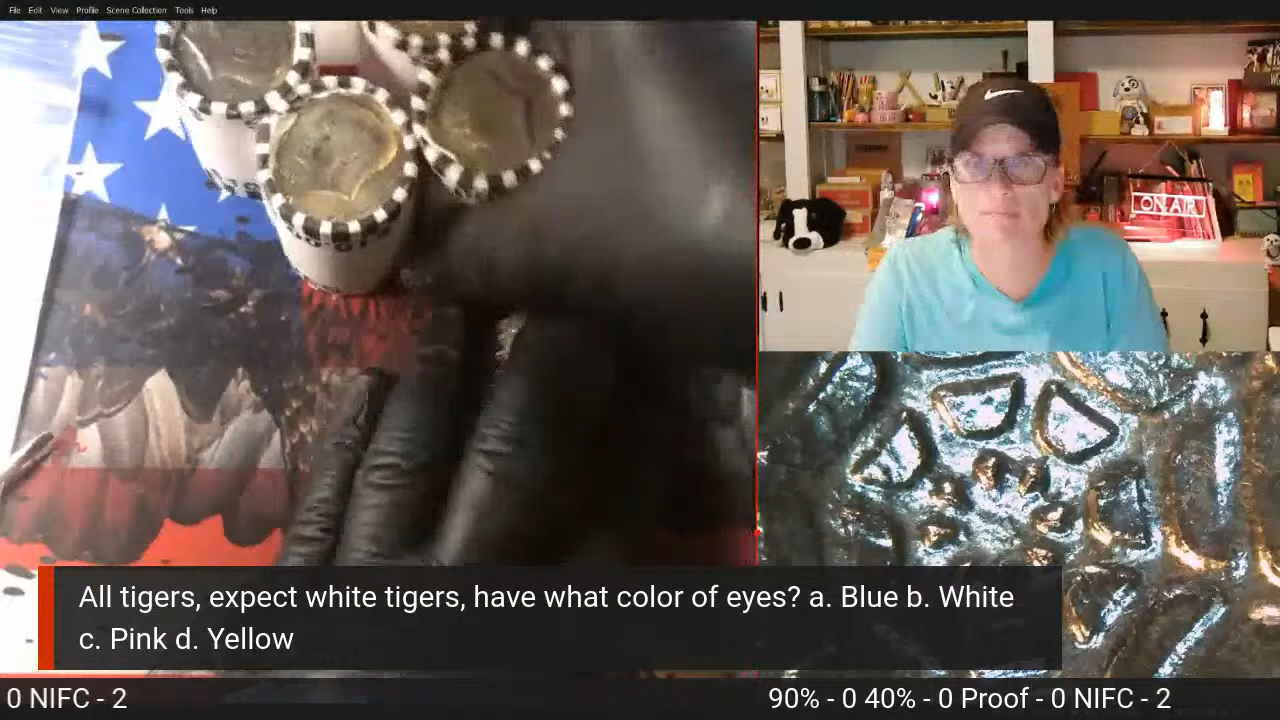 File Edit View Profile Scene Collection Tools Help
ON AIR
All tigers, expect white tigers, have what color of eyes? a. Blue b. White
c. Pink d. Yellow
0 NIFC - 2
90% - 0 40% - 0 Proof - 0 NIFC - 2